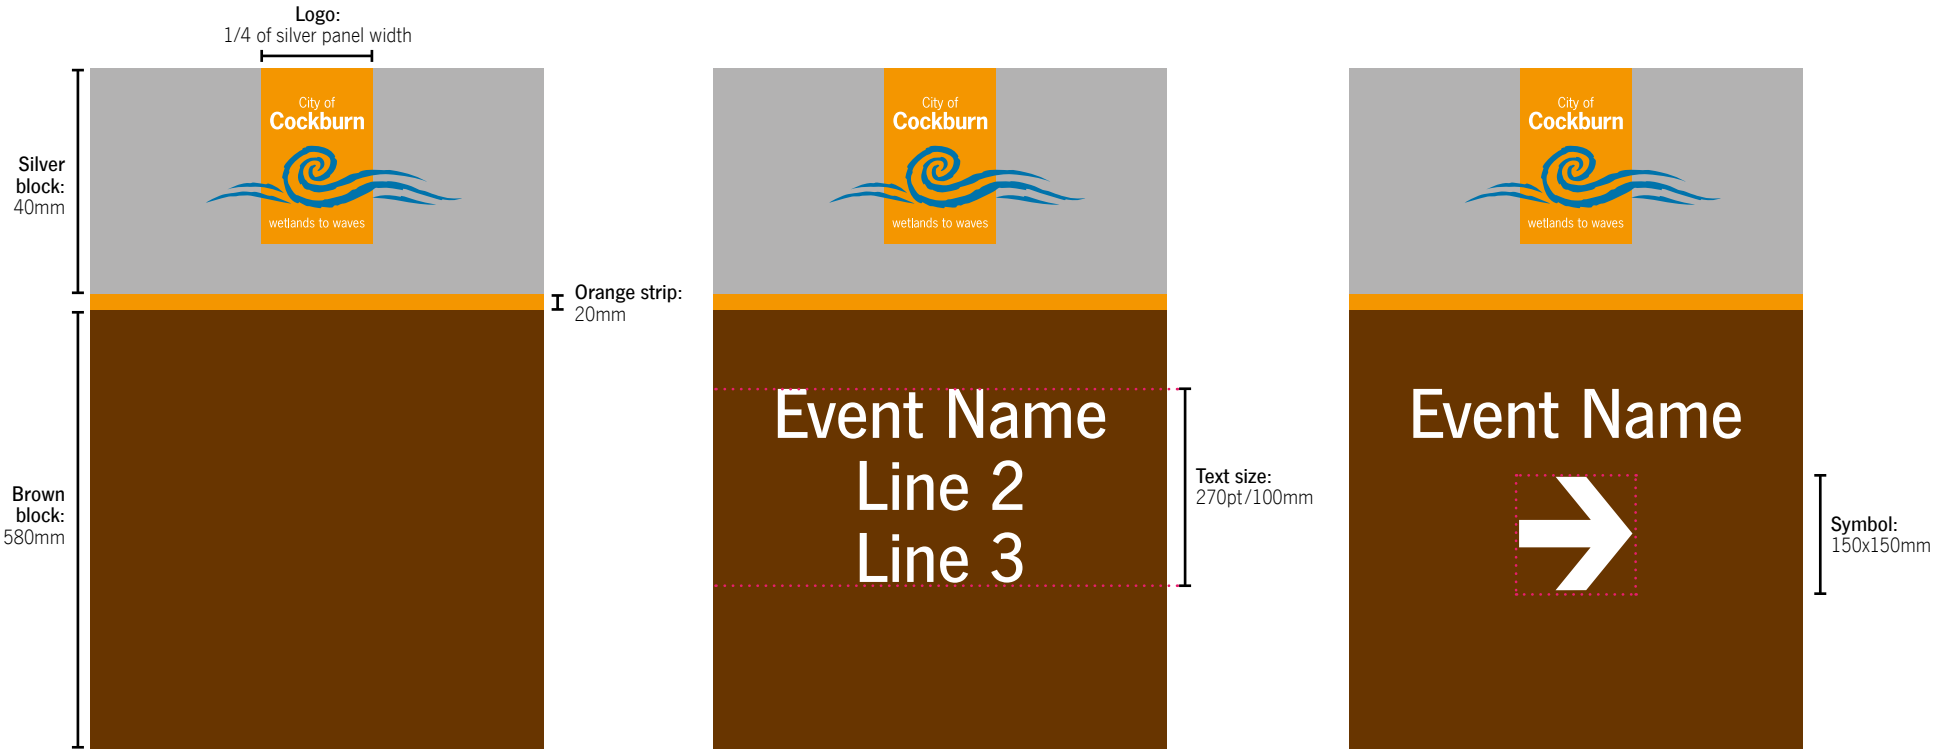 Logo:
1/4 of silver panel width
City of
Cockburn
wetlands to waves
Silver
block:
40mm
Orange strip:
20mm
Brown
block:
580mm
City of
Cockburn
wetlands to waves
Event Name
Line 2
Line 3
Text size:
270pt/100mm
City of
Cockburn
wetlands to waves
Event Name
Symbol:
150x150mm